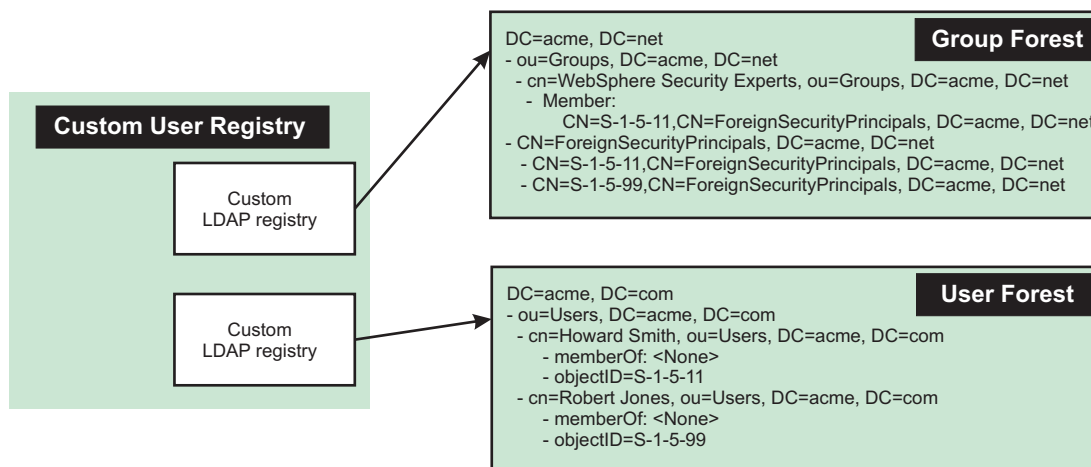 Custom User Registry
Custom
LDAP registry
Custom
LDAP registry
Group Forest
DC=acme, DC=net
- ou=Groups, DC=acme, DC=net
- cn=WebSphere Security Experts, ou=Groups, DC=acme, DC=net
- Member:
CN=S-1-5-11,CN=ForeignSecurityPrincipals, DC=acme, DC=net
- CN=ForeignSecurityPrincipals, DC=acme, DC=net
- CN=S-1-5-11,CN=ForeignSecurityPrincipals, DC=acme, DC=net
- CN=S-1-5-99,CN=ForeignSecurityPrincipals, DC=acme, DC=net
User Forest
DC=acme, DC=com
- ou=Users, DC=acme, DC=com
- cn=Howard Smith, ou=Users, DC=acme, DC=com
- memberOf: <None>
- objectID=S-1-5-11
- cn=Robert Jones, ou=Users, DC=acme, DC=com
- memberOf: <None>
- objectID=S-1-5-99